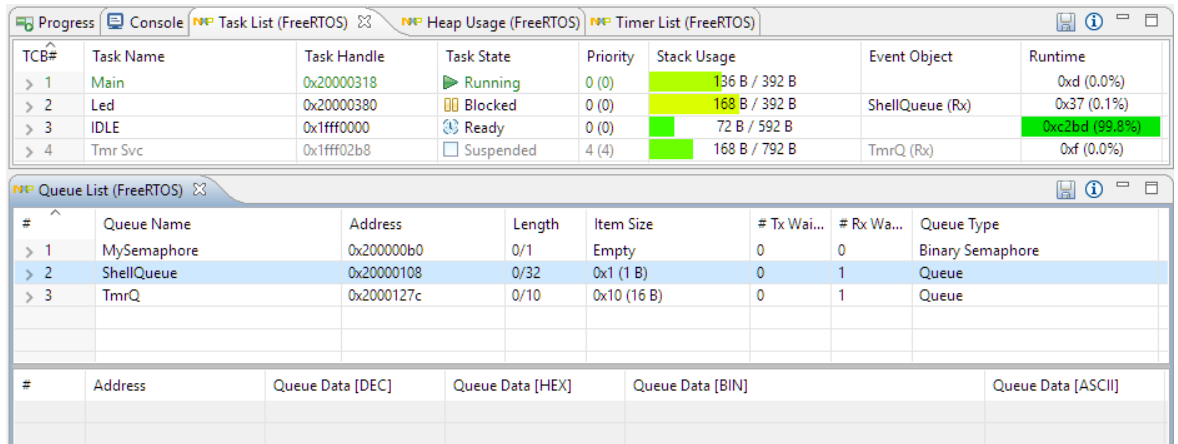 Progress Console NXP Task List (FreeRTOS) NXP Heap Usage (FreeRTOS) NXP Timer List (FreeRTOS)
TCB# Task Name Task Handle Task State Priority Stack Usage Event Object Runtime
1 Main 0x20000318 Running 0 (0) 136 B / 392 B 0xd (0.0%)
2 Led 0x20000380 Blocked 0 (0) 168 B / 392 B ShellQueue (Rx) 0x37 (0.1%)
3 IDLE 0x1fff0000 Ready 0 (0) 72 B / 592 B 0xc2bd (99.8%)
4 Tmr Svc 0x1fff02b8 Suspended 4 (4) 168 B / 792 B TmrQ (Rx) 0xf (0.0%)
NXP Queue List (FreeRTOS)
# Queue Name Address Length Item Size # Tx Wai... # Rx Wa... Queue Type
1 MySemaphore 0x200000b0 0/1 Empty 0 0 Binary Semaphore
2 ShellQueue 0x20000108 0/32 0x1 (1 B) 0 1 Queue
3 TmrQ 0x2000127c 0/10 0x10 (16 B) 0 1 Queue
# Address Queue Data [DEC] Queue Data [HEX] Queue Data [BIN] Queue Data [ASCII]